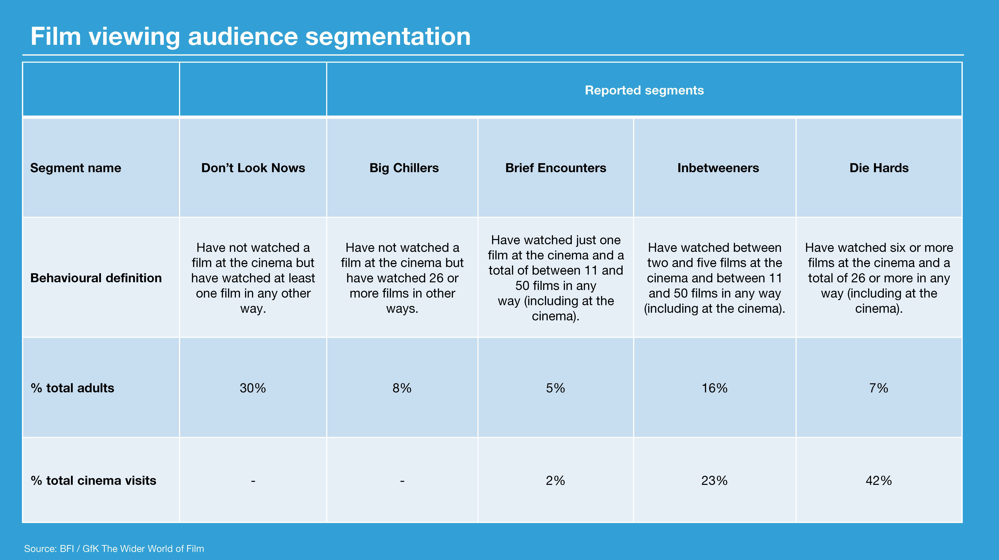 Film viewing audience segmentation
Reported segments
Segment name
Don’t Look Nows
Big Chillers
Brief Encounters
Inbetweeners
Die Hards
Behavioural definition
Have not watched a
film at the cinema but
have watched at least
one film in any other
way.
Have not watched a
film at the cinema but
have watched 26 or
more films in other
ways.
Have watched just one
film at the cinema and a
total of between 11 and
50 films in any
way (including at the
cinema).
Have watched between
two and five films at the
cinema and between 11
and 50 films in any way
(including at the cinema).
Have watched six or more
films at the cinema and a
total of 26 or more in any
way (including at the
cinema).
% total adults
30%
8%
5%
16%
7%
% total cinema visits
-
-
2%
23%
42%
Source: BFI / GfK The Wider World of Film